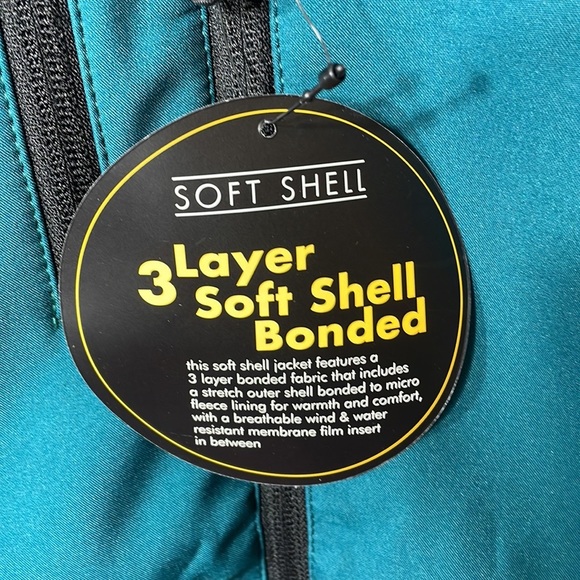 SOFT SHELL
3 Layer
Soft Shell
Bonded
this soft shell jacket features a
3 layer bonded fabric that includes
a stretch outer shell bonded to micro
fleece lining for warmth and comfort,
with a breathable wind & water
resistant membrane film insert
in between